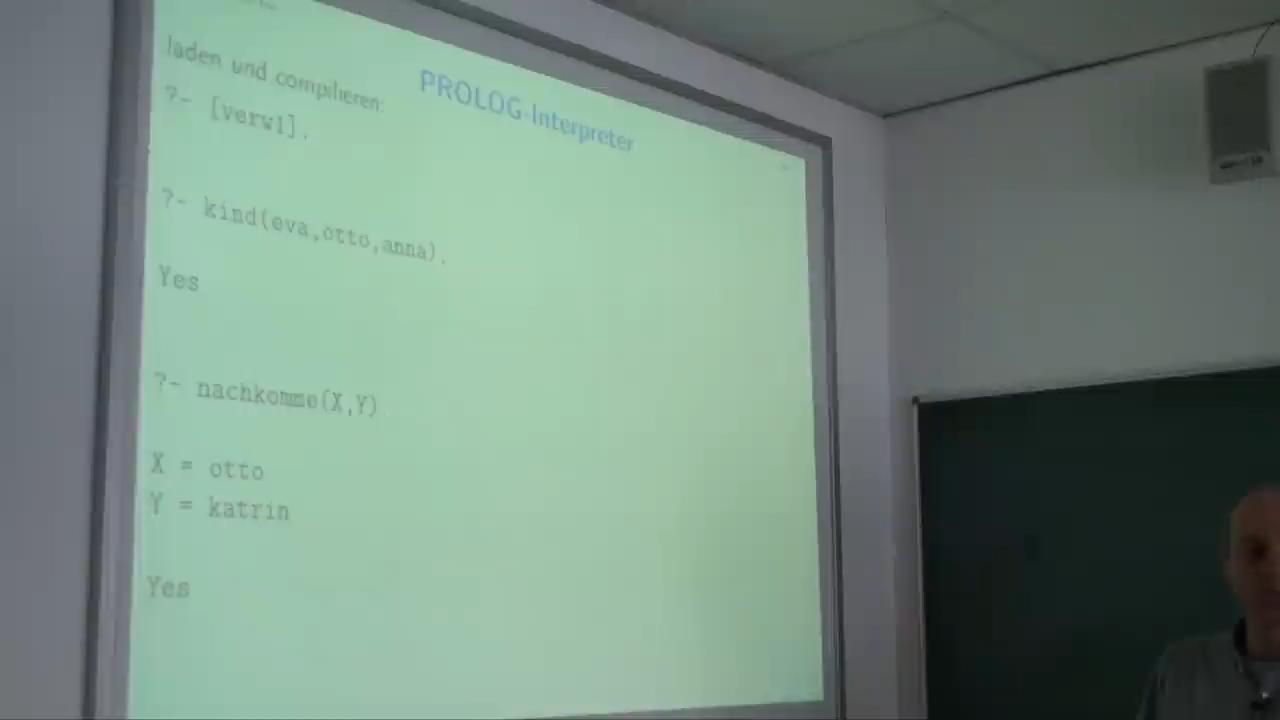 PROLOG-Interpreter
laden und compilieren:
?- [verw1].
?- kind(eva,otto,anna).
Yes
?- nachkomme(X,Y)
X = otto
Y = katrin
Yes